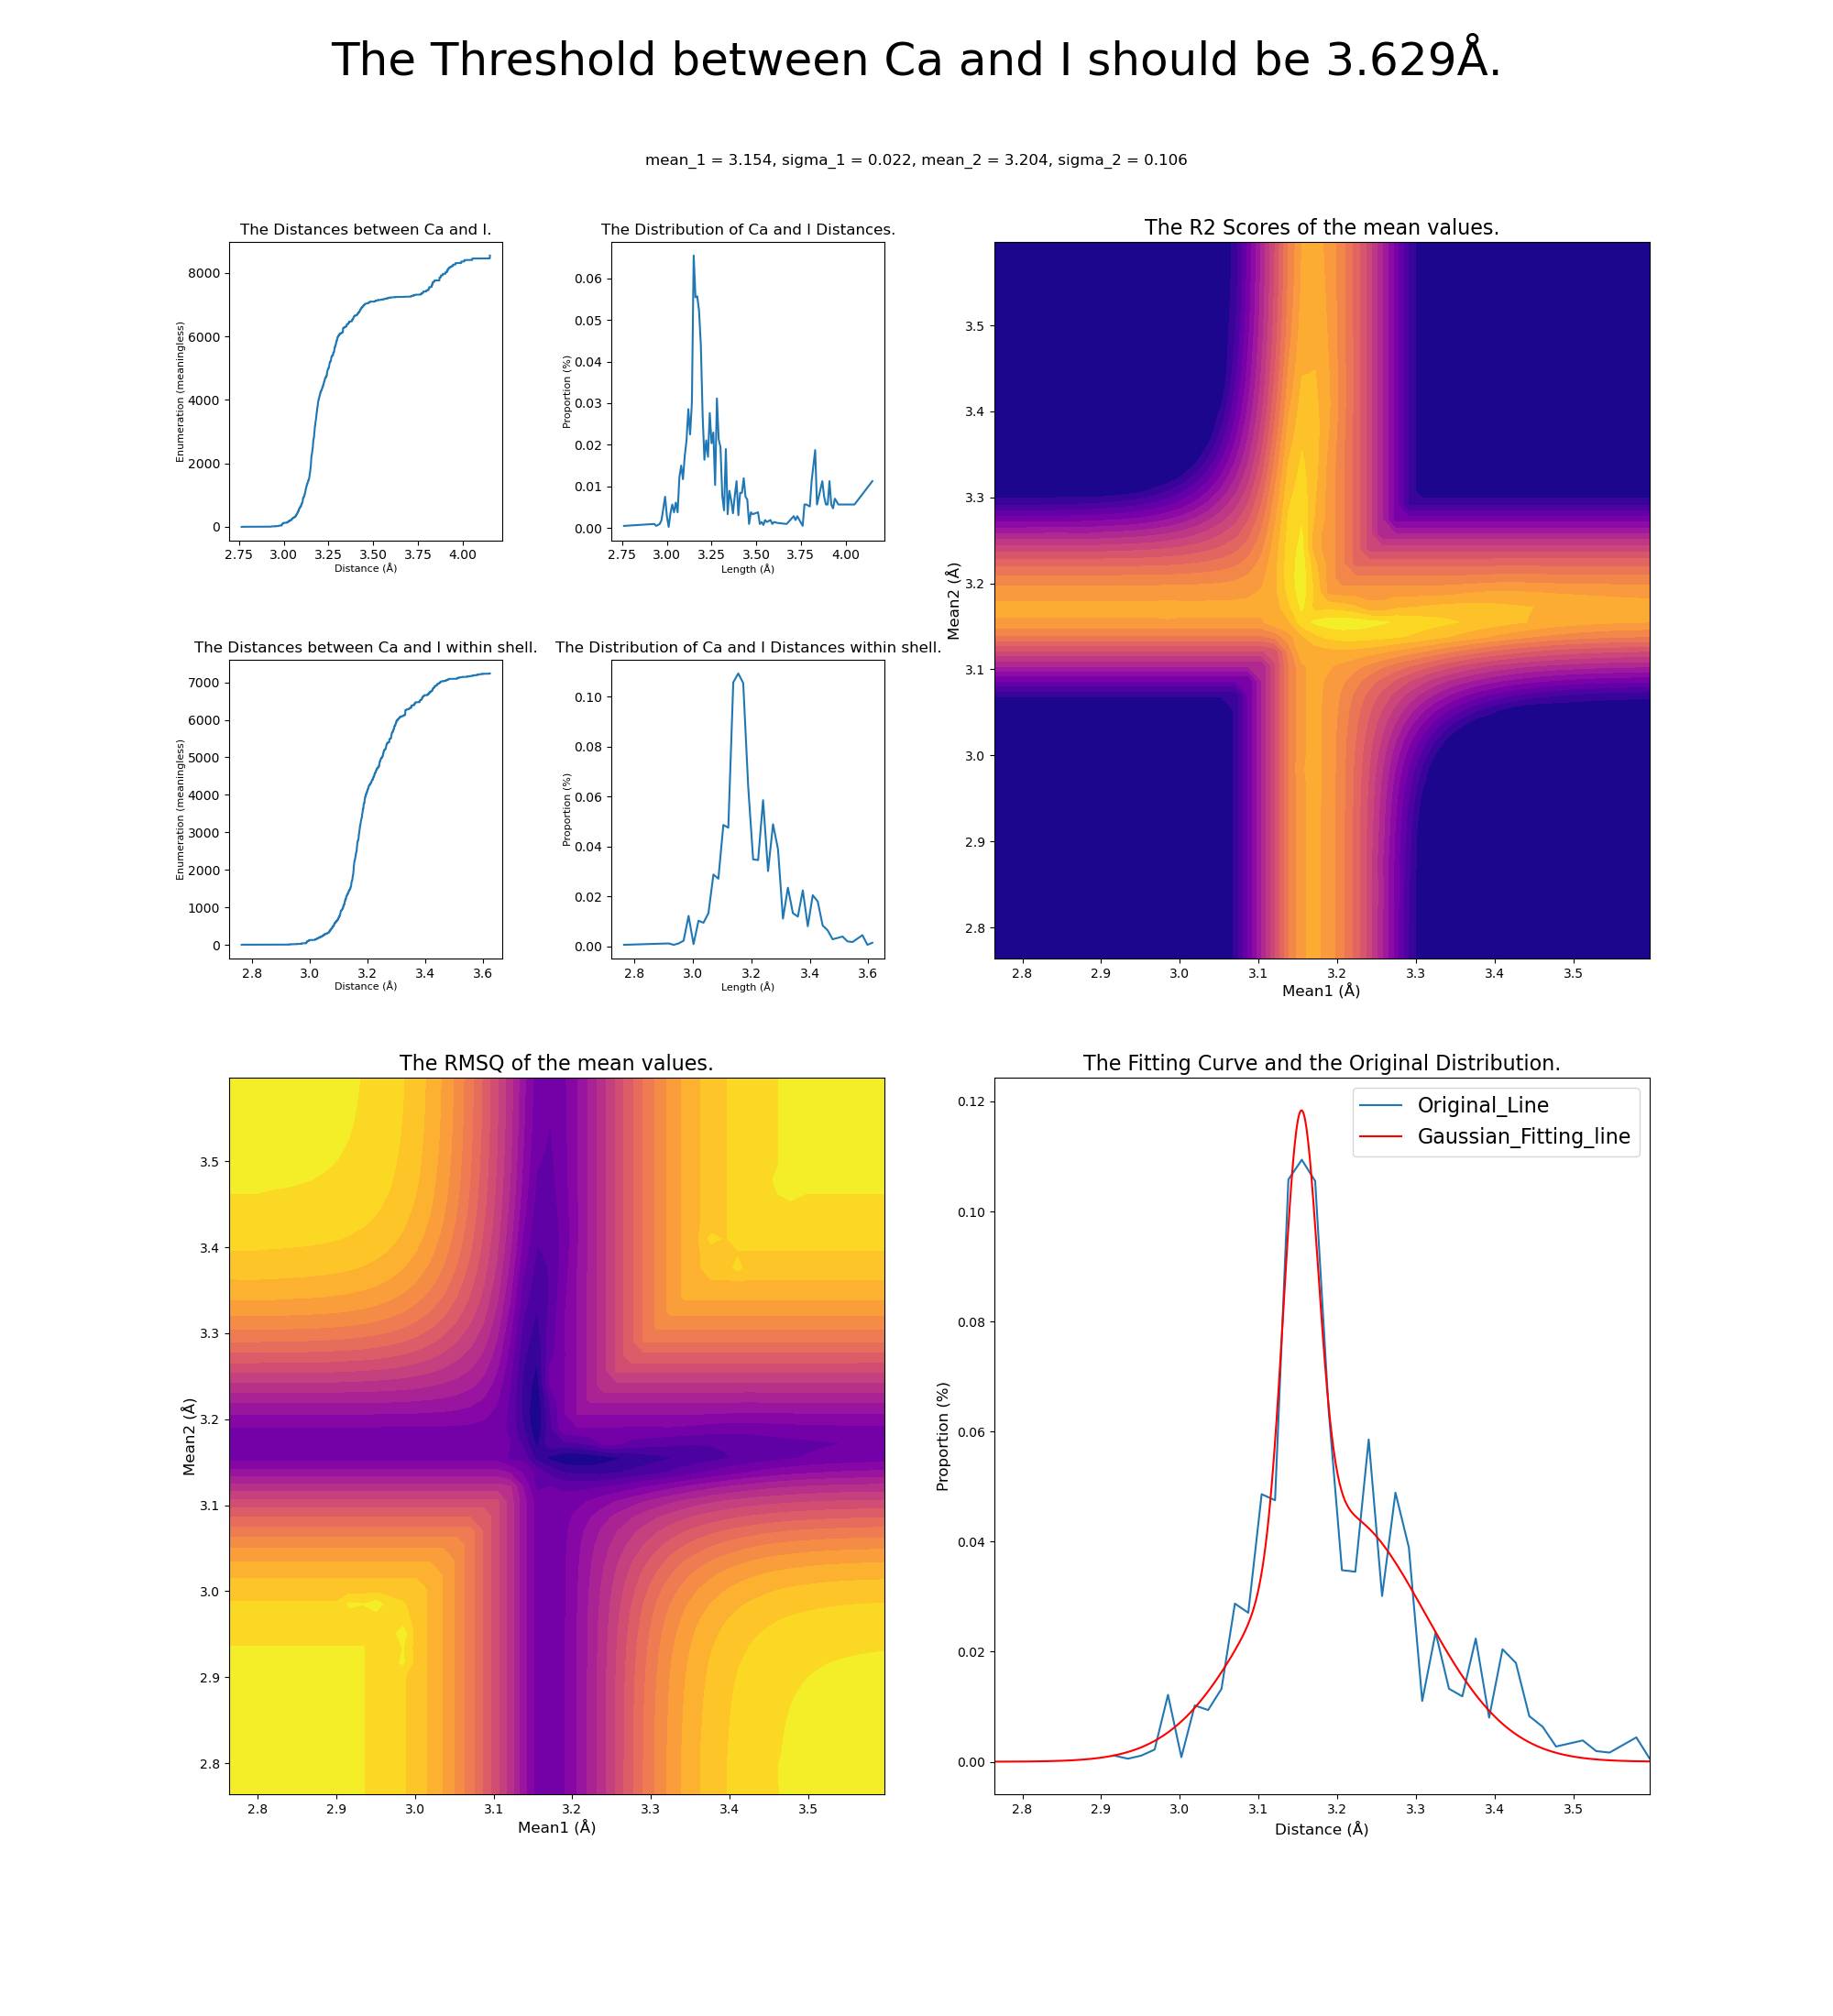 The Threshold between Ca and I should be 3.629Å.
mean_1 = 3.154, sigma_1 = 0.022, mean_2 = 3.204, sigma_2 = 0.106
The Distances between Ca and I.
8000
6000
4000
2000
0
Enumeration (meaningless)
2.75 3.00 3.25 3.50 3.75 4.00
Distance (Å)
The Distribution of Ca and I Distances.
0.06
0.05
0.04
0.03
0.02
0.01
0.00
Proportion (%)
2.75 3.00 3.25 3.50 3.75 4.00
Length (Å)
The R2 Scores of the mean values.
3.5
3.4
3.3
3.2
3.1
3.0
2.9
2.8
Mean2 (Å)
2.8 2.9 3.0 3.1 3.2 3.3 3.4 3.5
Mean1 (Å)
The Distances between Ca and I within shell.
7000
6000
5000
4000
3000
2000
1000
0
Enumeration (meaningless)
2.8 3.0 3.2 3.4 3.6
Distance (Å)
The Distribution of Ca and I Distances within shell.
0.10
0.08
0.06
0.04
0.02
0.00
Proportion (%)
2.8 3.0 3.2 3.4 3.6
Length (Å)
The RMSQ of the mean values.
3.5
3.4
3.3
3.2
3.1
3.0
2.9
2.8
Mean2 (Å)
2.8 2.9 3.0 3.1 3.2 3.3 3.4 3.5
Mean1 (Å)
The Fitting Curve and the Original Distribution.
Original_Line
Gaussian_Fitting_line
0.12
0.10
0.08
0.06
0.04
0.02
0.00
Proportion (%)
2.8 2.9 3.0 3.1 3.2 3.3 3.4 3.5
Distance (Å)